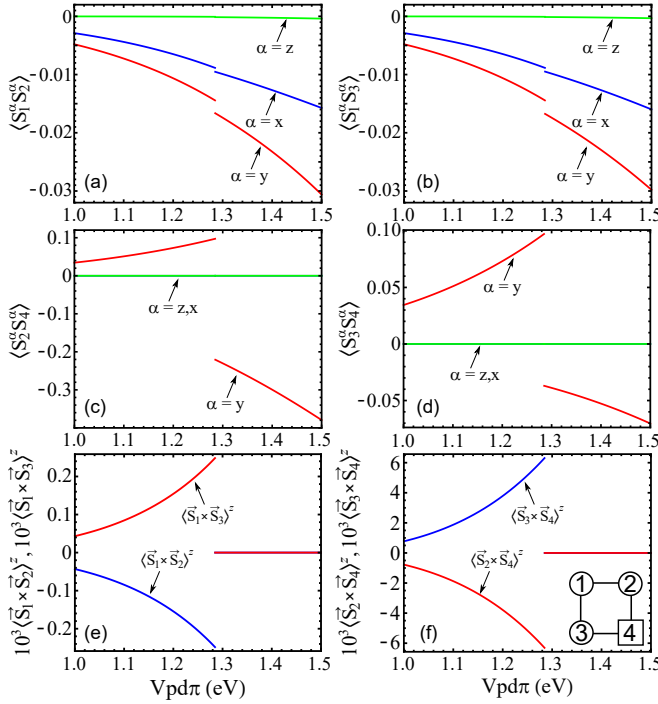 ⟨S₁ᵅS₂ᵅ⟩
0
-0.01
-0.02
-0.03
α = z
α = x
α = y
(a)
1.0 1.1 1.2 1.3 1.4 1.5
⟨S₁ᵅS₃ᵅ⟩
0
-0.01
-0.02
-0.03
α = z
α = x
α = y
(b)
1.0 1.1 1.2 1.3 1.4 1.5
⟨S₂ᵅS₄ᵅ⟩
0.1
0
-0.1
-0.2
-0.3
α = z,x
α = y
(c)
1.0 1.1 1.2 1.3 1.4 1.5
⟨S₃ᵅS₄ᵅ⟩
0.10
0.05
0
-0.05
α = y
α = z,x
(d)
1.0 1.1 1.2 1.3 1.4 1.5
10³⟨S⃗₁×S⃗₂⟩ᶻ, 10³⟨S⃗₁×S⃗₃⟩ᶻ
0.2
0.1
0
-0.1
-0.2
⟨S⃗₁×S⃗₃⟩ᶻ
⟨S⃗₁×S⃗₂⟩ᶻ
(e)
1.0 1.1 1.2 1.3 1.4 1.5
Vpdπ (eV)
10³⟨S⃗₂×S⃗₄⟩ᶻ, 10³⟨S⃗₃×S⃗₄⟩ᶻ
6
4
2
0
-2
-4
-6
⟨S⃗₃×S⃗₄⟩ᶻ
⟨S⃗₂×S⃗₄⟩ᶻ
1 2
3 4
(f)
1.0 1.1 1.2 1.3 1.4 1.5
Vpdπ (eV)